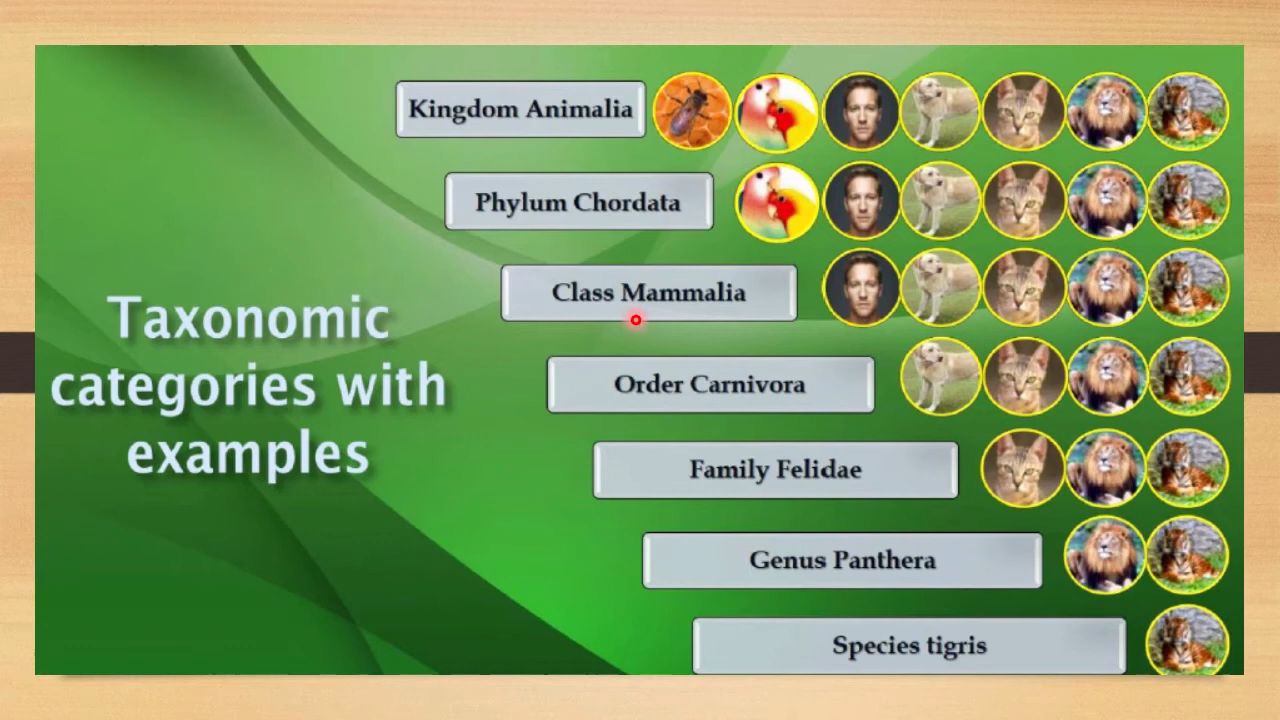 Kingdom Animalia
Phylum Chordata
Class Mammalia
Taxonomic
categories with
examples
Order Carnivora
Family Felidae
Genus Panthera
Species tigris